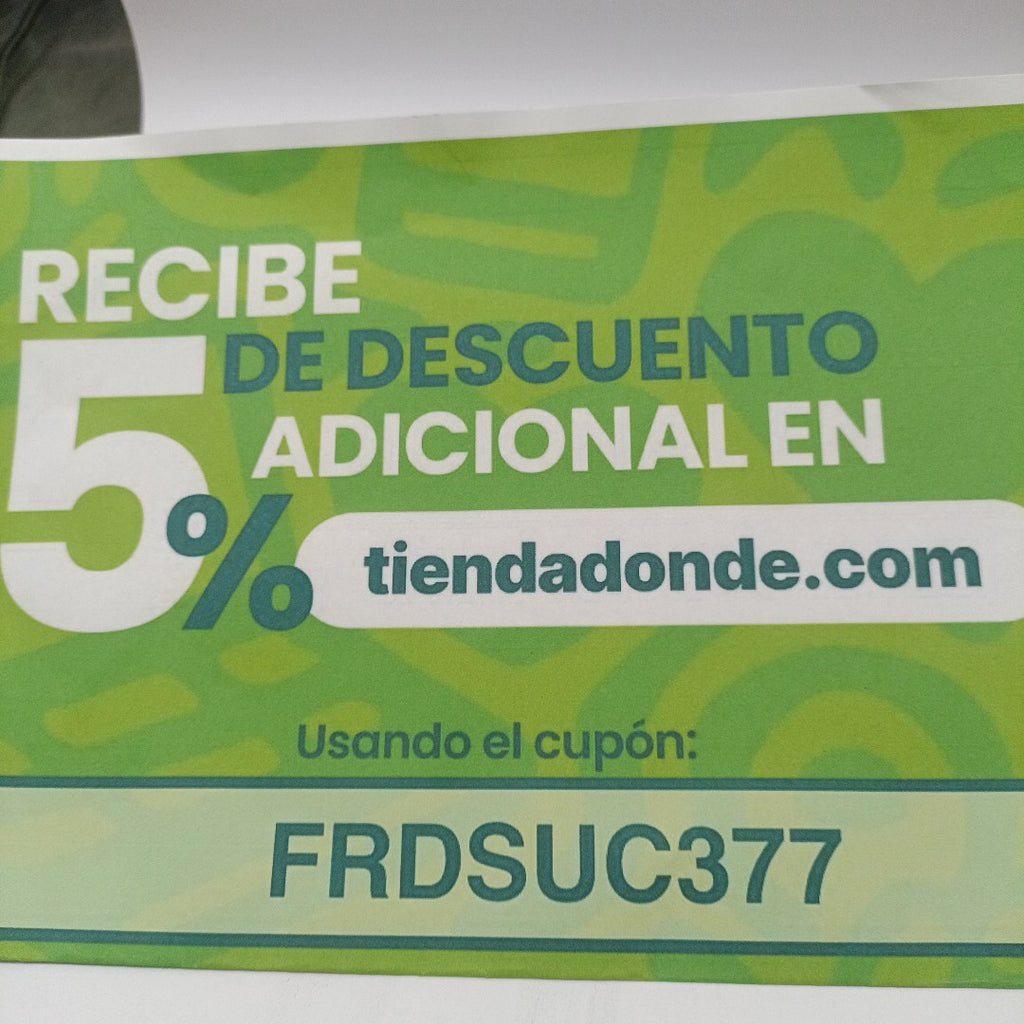 RECIBE
5% DE DESCUENTO
ADICIONAL EN
tiendadonde.com
Usando el cupón:
FRDSUC377